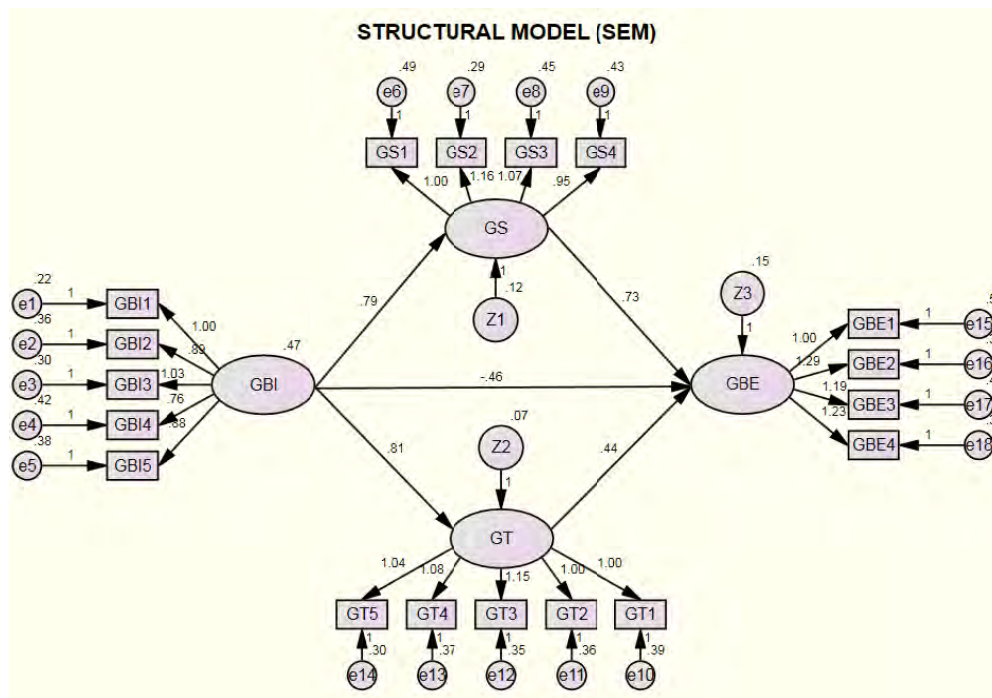 STRUCTURAL MODEL (SEM)
.49 .29 .45 .43
e6 e7 e8 e9
1 1 1 1
GS1 GS2 GS3 GS4
1.00 1.16 1.07 .95
GS
1
.12
Z1
.15
Z3
1
.79
.73
.22
e1 1 GBI1
.36
e2 1 GBI2
.30
e3 1 GBI3
.42
e4 1 GBI4
.38
e5 1 GBI5
1.00
.89
1.03
.76
.88
.47
GBI
-.46
GBE
1.00
1.29
1.19
1.23
GBE1 1 e15
GBE2 e16
GBE3 1 e17
GBE4 1 e18
.81
.44
.07
Z2
1
GT
1.04 1.08 1.15 1.00 1.00
GT5 GT4 GT3 GT2 GT1
1 1 1 1 1
.30 .37 .35 .36 .39
e14 e13 e12 e11 e10